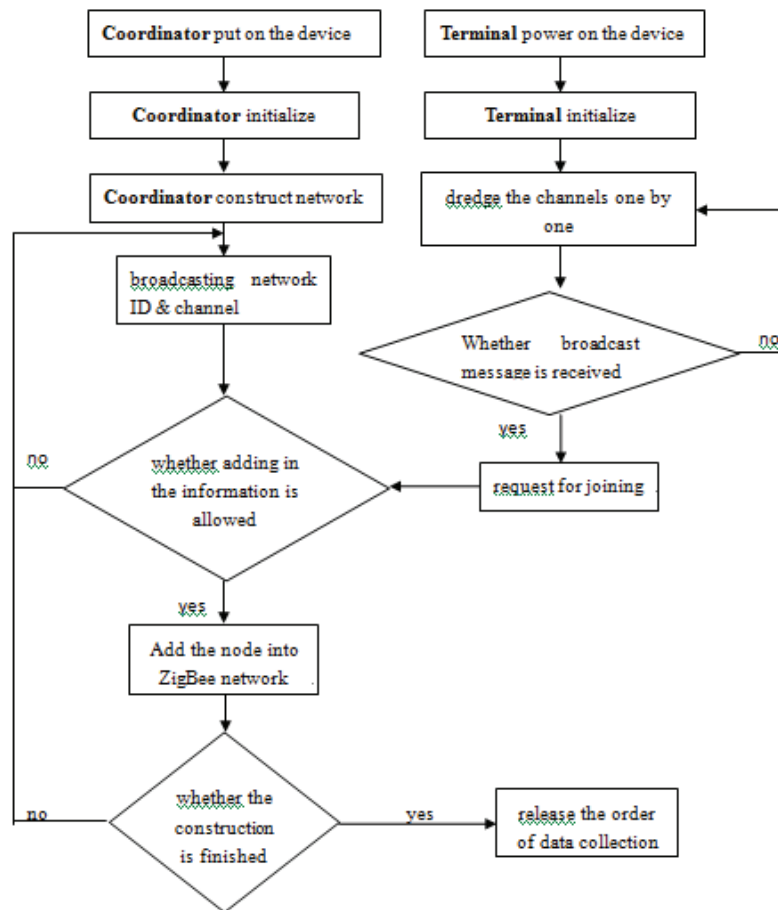 Coordinator put on the device
Terminal power on the device
Coordinator initialize
Terminal initialize
Coordinator construct network
dredge the channels one by
one
broadcasting network
ID & channel
Whether broadcast
message is received
no
yes
no
whether adding in
the information is
allowed
request for joining .
yes
Add the node into
ZigBee network .
whether the
construction
is finished
no
yes
release the order
of data collection